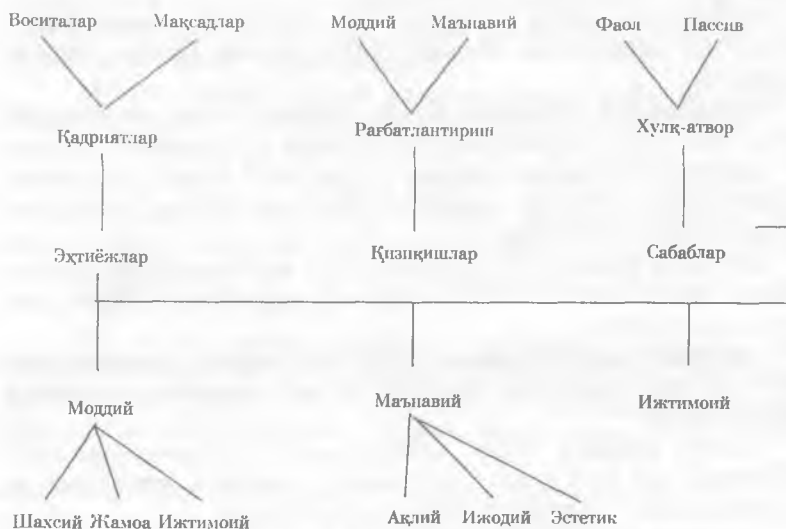 Воситалар Мақсадлар Моддий Маънавий Фаол Пассив
Қадриятлар Рағбатлантириш Хулқ-атвор
Эҳтиёжлар Қизиқишлар Сабаблар
Моддий Маънавий Ижтимоий
Шахсий Жамоа Ижтимоий Ақлий Ижодий Эстетик